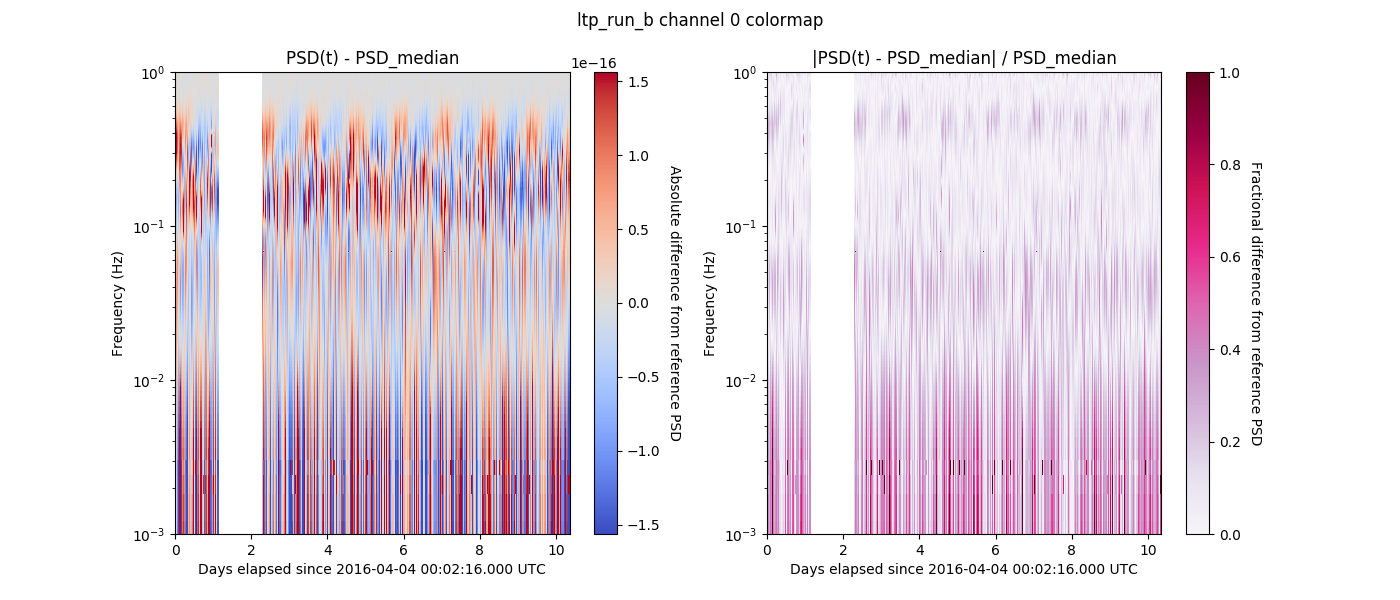 ltp_run_b channel 0 colormap
PSD(t) - PSD_median
1e−16
10⁰
10⁻¹
10⁻²
10⁻³
Frequency (Hz)
0 2 4 6 8 10
Days elapsed since 2016-04-04 00:02:16.000 UTC
1.5
1.0
0.5
0.0
−0.5
−1.0
−1.5
Absolute difference from reference PSD
|PSD(t) - PSD_median| / PSD_median
10⁰
10⁻¹
10⁻²
10⁻³
Frequency (Hz)
0 2 4 6 8 10
Days elapsed since 2016-04-04 00:02:16.000 UTC
1.0
0.8
0.6
0.4
0.2
0.0
Fractional difference from reference PSD